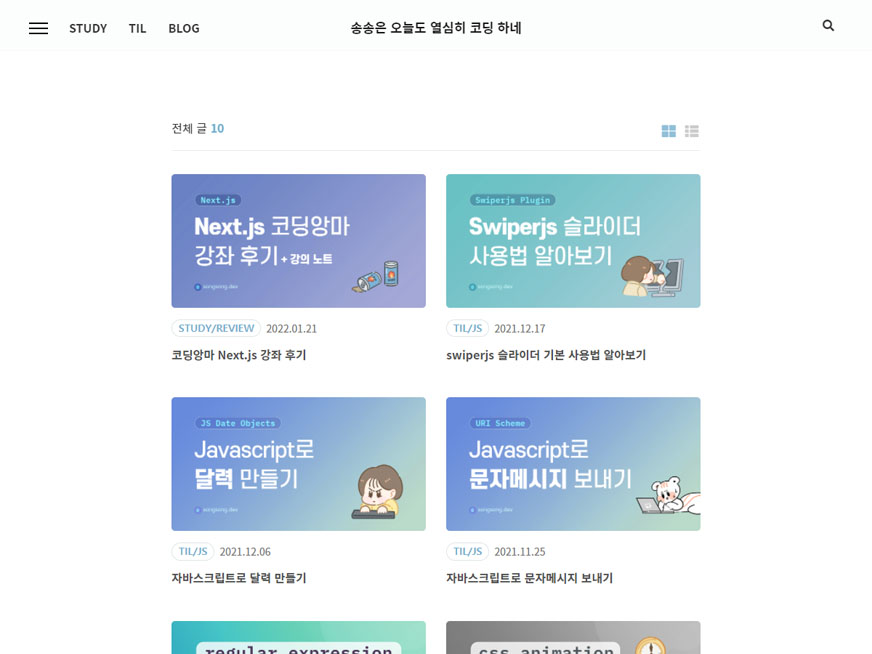 STUDY TIL BLOG 송송은 오늘도 열심히 코딩 하네
전체 글 10
Next.js
Next.js 코딩앙마
강좌 후기 + 강의 노트
songsong.dev
STUDY/REVIEW 2022.01.21
코딩앙마 Next.js 강좌 후기
Swiperjs Plugin
Swiperjs 슬라이더
사용법 알아보기
songsong.dev
TIL/JS 2021.12.17
swiperjs 슬라이더 기본 사용법 알아보기
JS Date Objects
Javascript로
달력 만들기
songsong.dev
TIL/JS 2021.12.06
자바스크립트로 달력 만들기
URI Scheme
Javascript로
문자메시지 보내기
songsong.dev
TIL/JS 2021.11.25
자바스크립트로 문자메시지 보내기
regular expression
css animation